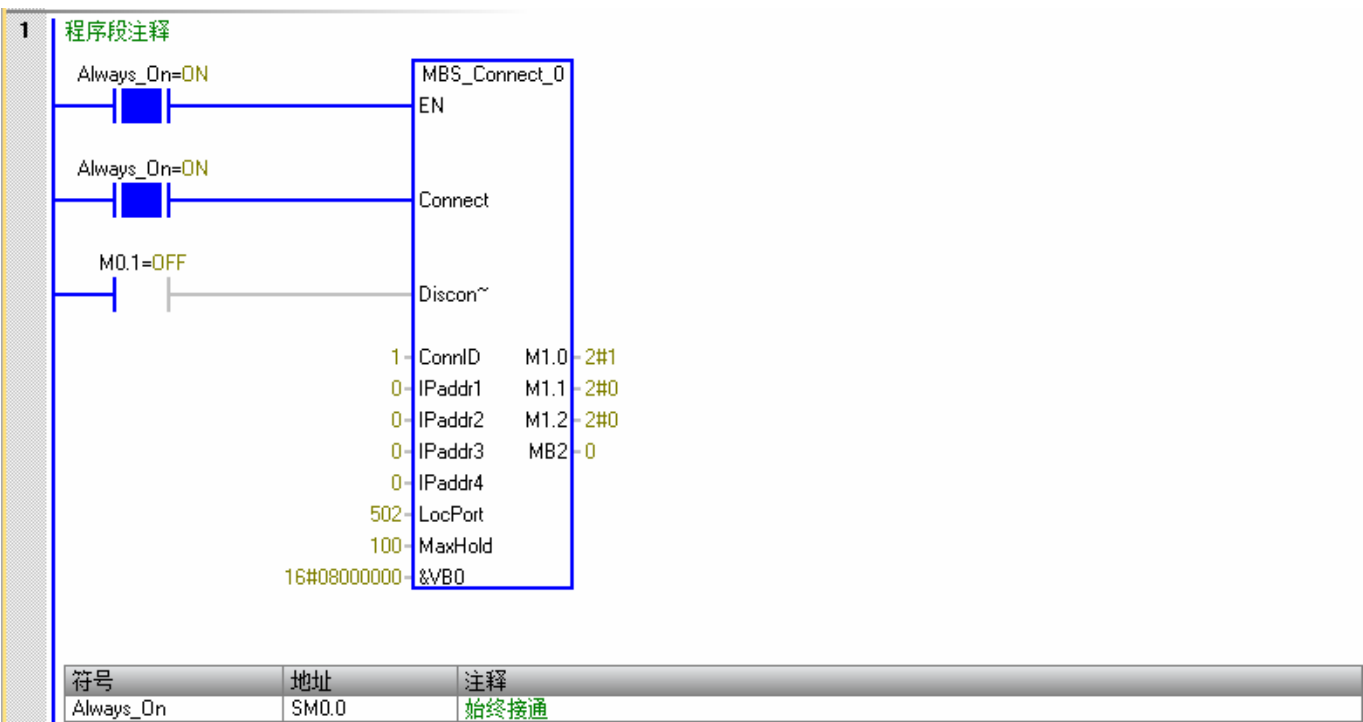 1 程序段注释
Always_On=ON MBS_Connect_0
EN
Always_On=ON
Connect
M0.1=OFF
Discon~
1 ConnID M1.0 2#1
0 IPaddr1 M1.1 2#0
0 IPaddr2 M1.2 2#0
0 IPaddr3 MB2 0
0 IPaddr4
502 LocPort
100 MaxHold
16#08000000 &VB0
符号 地址 注释
Always_On SM0.0 始终接通